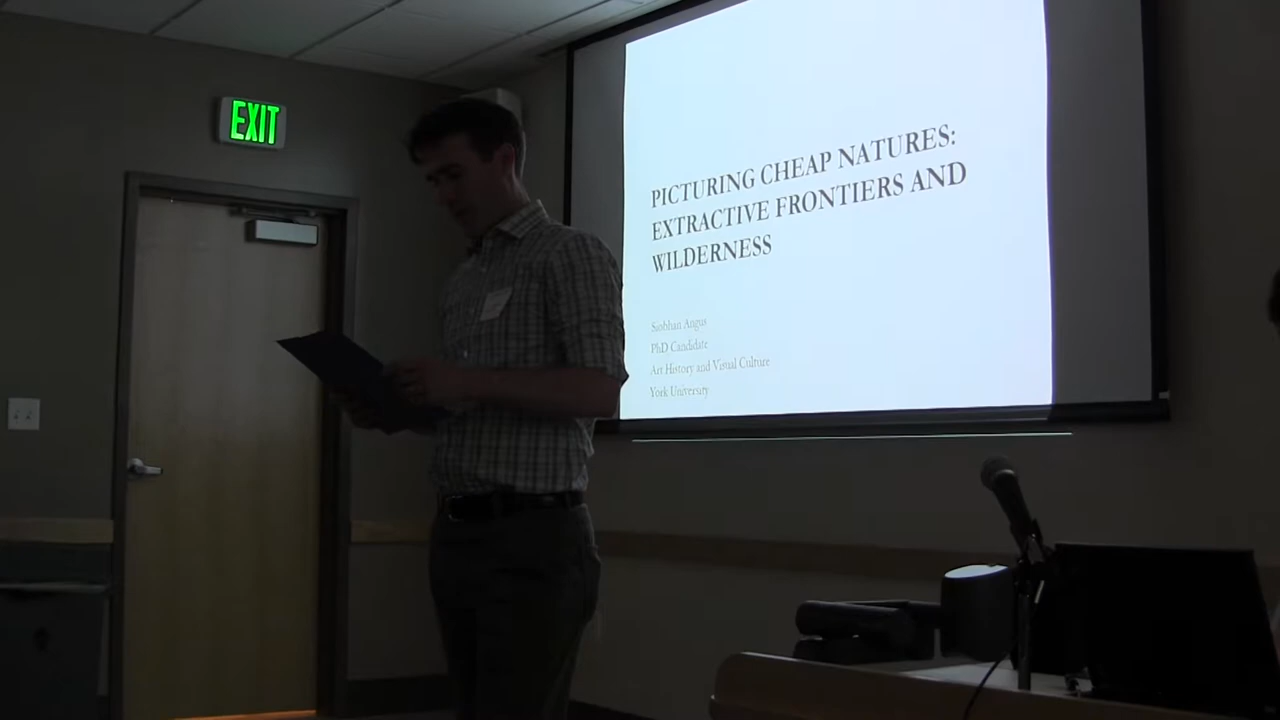 EXIT
PICTURING CHEAP NATURES:
EXTRACTIVE FRONTIERS AND
WILDERNESS
Siobhan Angus
PhD Candidate
Art History and Visual Culture
York University